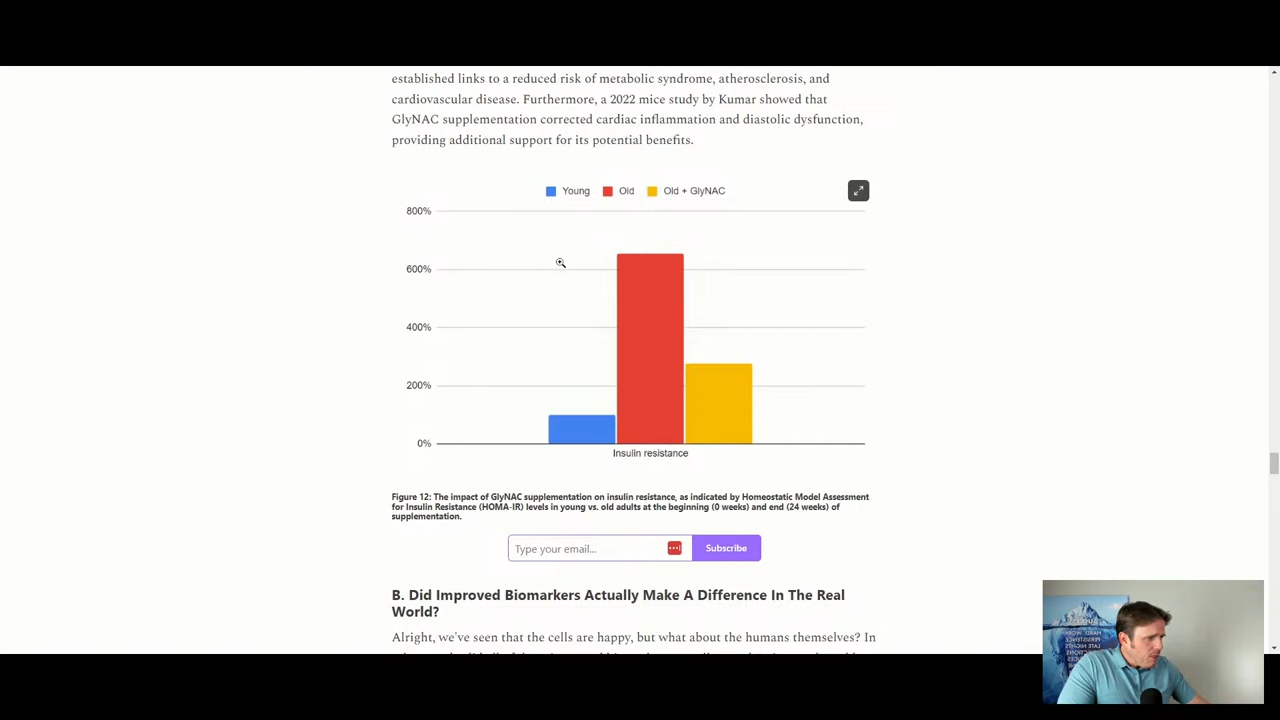 established links to a reduced risk of metabolic syndrome, atherosclerosis, and
cardiovascular disease. Furthermore, a 2022 mice study by Kumar showed that
GlyNAC supplementation corrected cardiac inflammation and diastolic dysfunction,
providing additional support for its potential benefits.
Young Old Old + GlyNAC
800%
600%
400%
200%
0%
Insulin resistance
Figure 12: The impact of GlyNAC supplementation on insulin resistance, as indicated by Homeostatic Model Assessment
for Insulin Resistance (HOMA-IR) levels in young vs. old adults at the beginning (0 weeks) and end (24 weeks) of
supplementation.
Type your email...
Subscribe
B. Did Improved Biomarkers Actually Make A Difference In The Real
World?
Alright, we've seen that the cells are happy, but what about the humans themselves? In
HARD WORK
PERSISTENCE
LATE NIGHTS